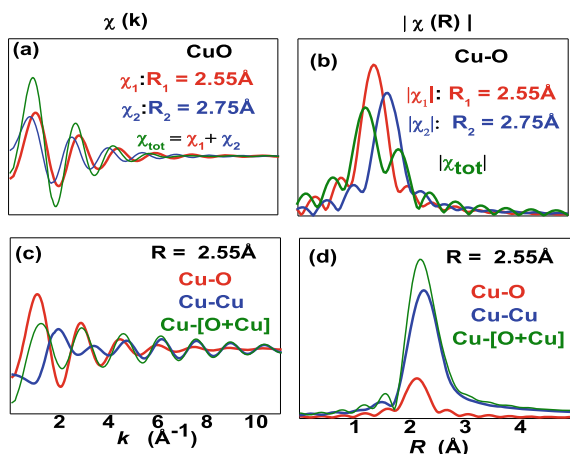 χ (k)
| χ (R) |
(a)
CuO
χ₁:R₁ = 2.55Å
χ₂:R₂ = 2.75Å
χtot = χ₁+ χ₂
(b)
Cu-O
|χ₁|: R₁ = 2.55Å
|χ₂|: R₂ = 2.75Å
|χtot|
(c)
R = 2.55Å
Cu-O
Cu-Cu
Cu-[O+Cu]
2 4 6 8 10
k (Å⁻¹)
(d)
R = 2.55Å
Cu-O
Cu-Cu
Cu-[O+Cu]
1 2 3 4
R (Å)